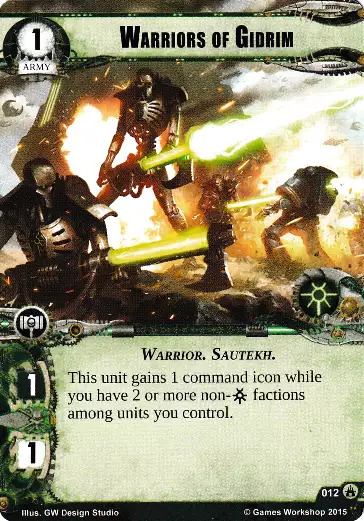 1
ARMY
WARRIORS OF GIDRIM
WARRIOR. SAUTEKH.
1
This unit gains 1 command icon while
you have 2 or more non- factions
among units you control.
1
012
Illus. GW Design Studio
© Games Workshop 2015